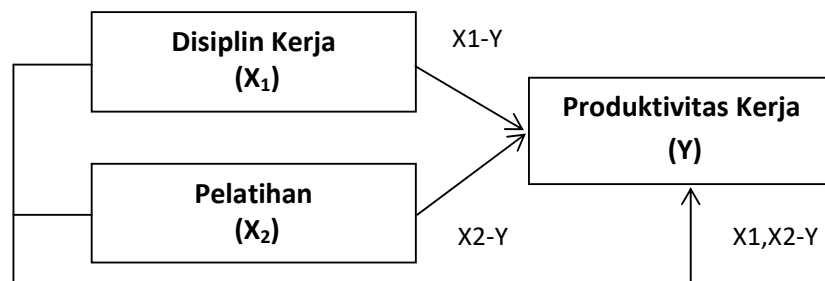 Disiplin Kerja
(X₁)
X1-Y
Produktivitas Kerja
(Y)
Pelatihan
(X₂)
X2-Y
X1,X2-Y